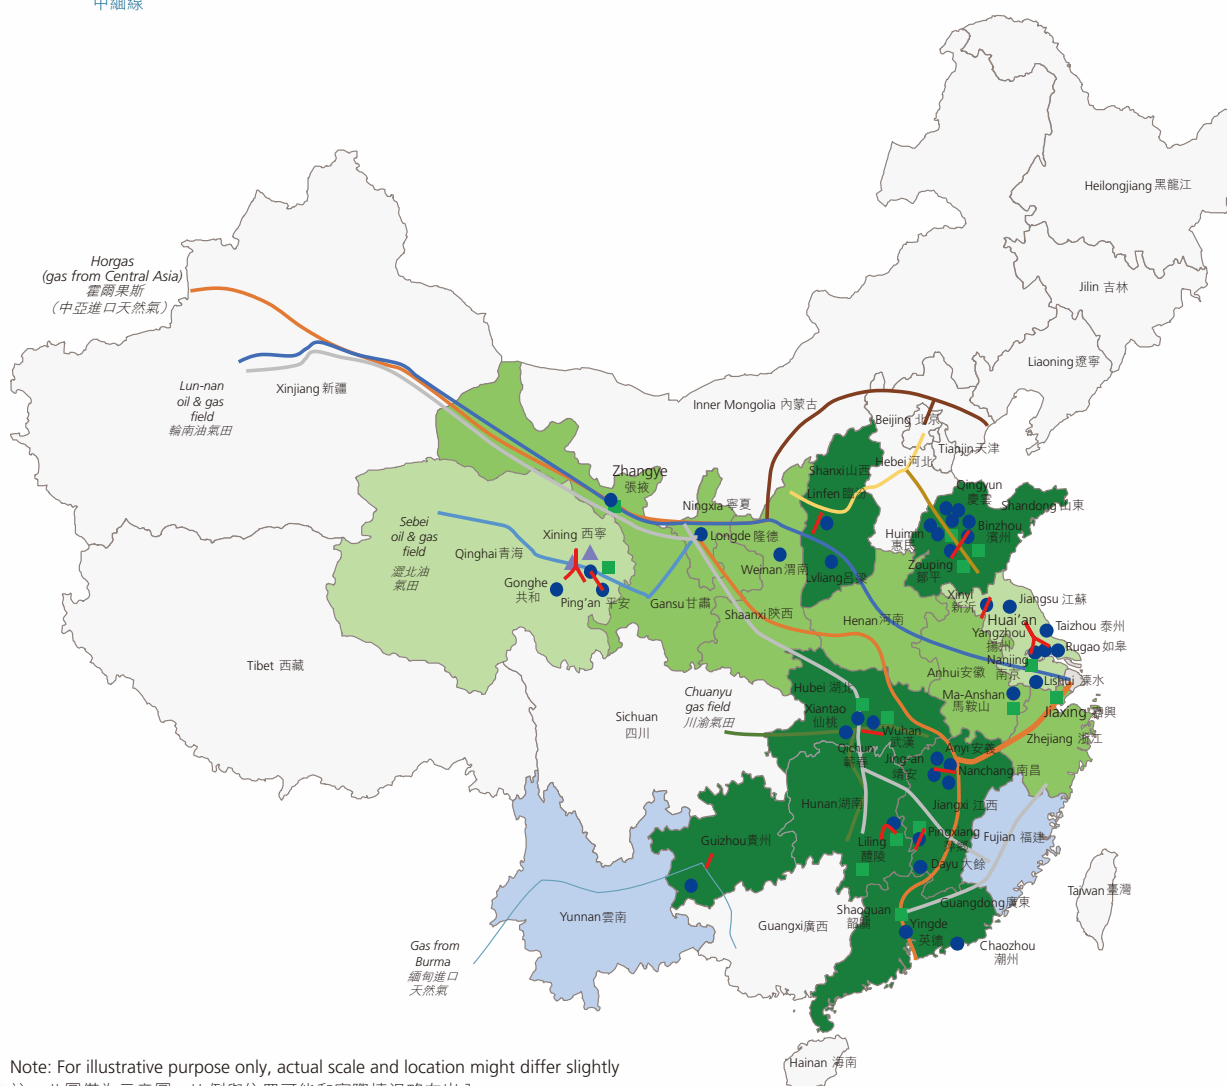 中緬線
Heilongjiang 黑龍江
Horgas
(gas from Central Asia)
霍爾果斯
（中亞進口天然氣）
Jilin 吉林
Liaoning 遼寧
Lun-nan
oil & gas
field
輪南油氣田
Xinjiang 新疆
Inner Mongolia 內蒙古
Beijing 北京
Tianjin 天津
Hebei 河北
Shanxi 山西
Linfen 臨汾
Zhangye
張掖
Ningxia 寧夏
Qingyun
慶雲
Shandong 山東
Sebei
oil & gas
field
澀北油
氣田
Xining 西寧
Qinghai 青海
Longde 隆德
Huimin
惠民
Binzhou
濱州
Weinan 渭南
Lvliang 呂梁
Zouping
鄒平
Gonghe
共和
Ping'an 平安
Gansu 甘肅
Shaanxi 陝西
Henan 河南
Xinyi
新沂
Jiangsu 江蘇
Huai'an
Taizhou 泰州
Yangzhou
揚州
Rugao 如皋
Nanjing
南京
Tibet 西藏
Anhui 安徽
Lishui 溧水
Chuanyu
gas field
川渝氣田
Hubei 湖北
Ma-Anshan
馬鞍山
Jiaxing 嘉興
Sichuan
四川
Xiantao
仙桃
Wuhan
武漢
Zhejiang 浙江
Qichun
蘄春
Jing-an
靖安
Anyi 安義
Nanchang 南昌
Hunan 湖南
Jiangxi 江西
Guizhou 貴州
Liling
醴陵
Pingxiang
Fujian 福建
Dayu 大餘
Taiwan 臺灣
Yunnan 雲南
Guangxi 廣西
Shaoguan
韶關
Guangdong 廣東
Yingde
英德
Chaozhou
潮州
Gas from
Burma
緬甸進口
天然氣
Hainan 海南
Note: For illustrative purpose only, actual scale and location might differ slightly